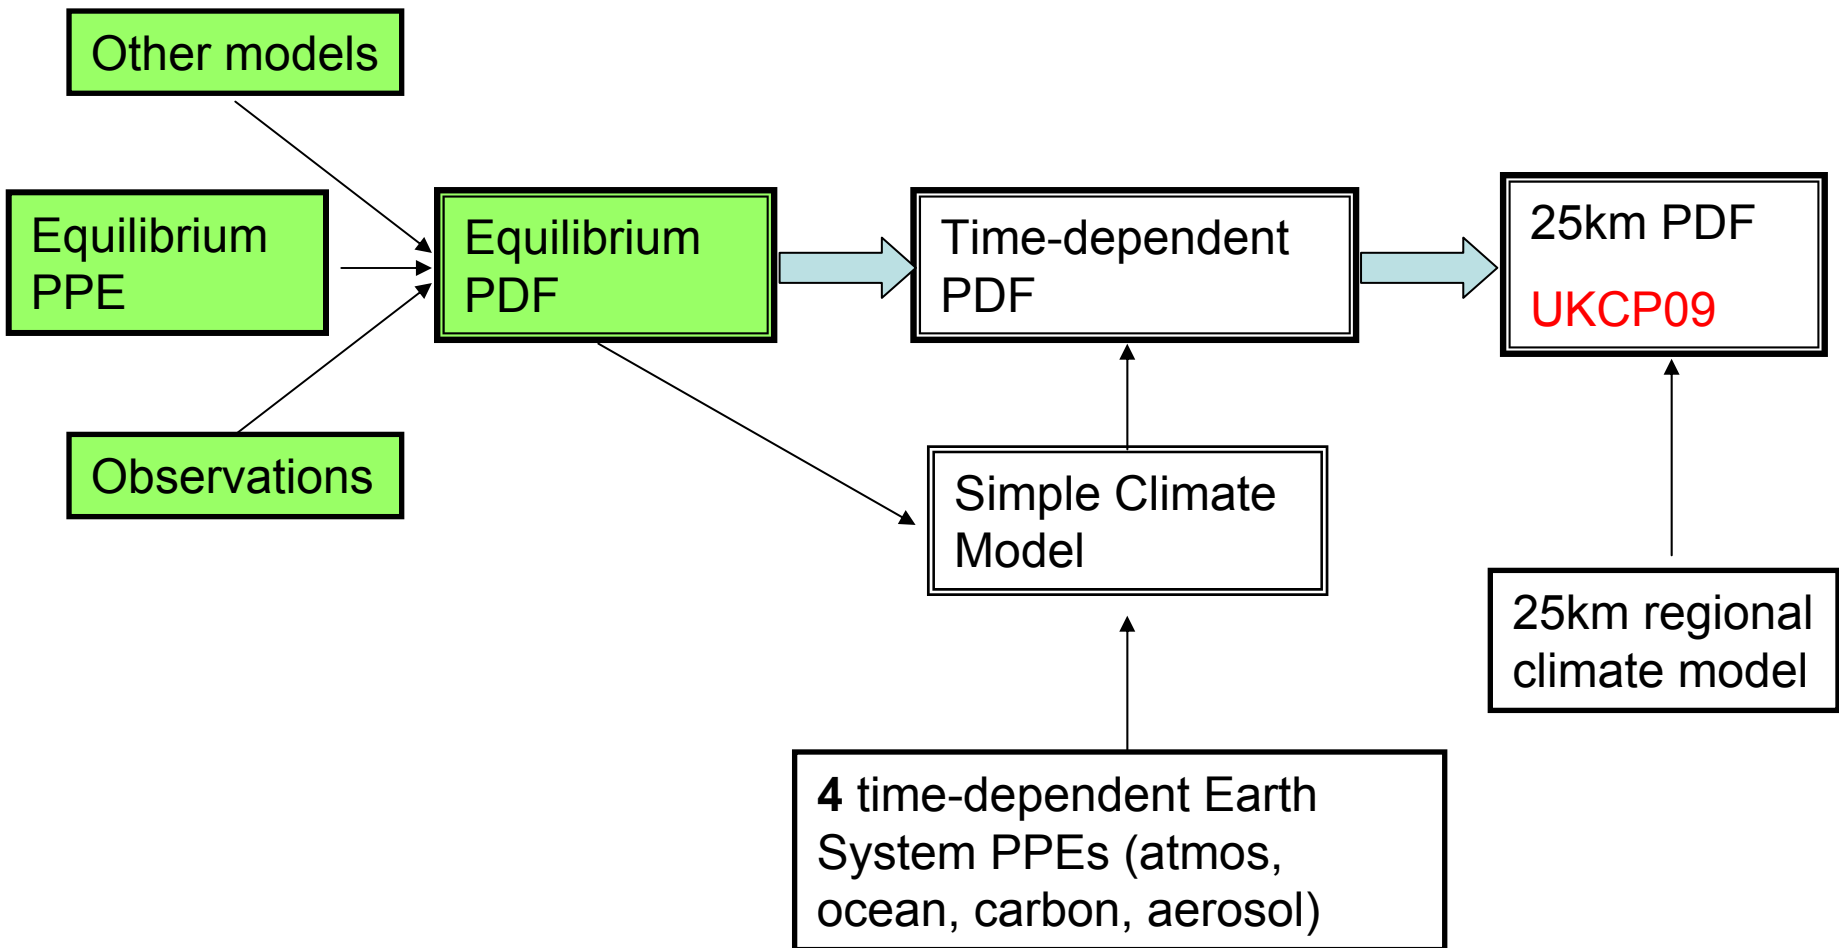 Other models
Equilibrium
PPE
Observations
Equilibrium
PDF
Time-dependent
PDF
25km PDF
UKCP09
Simple Climate
Model
25km regional
climate model
4 time-dependent Earth
System PPEs (atmos,
ocean, carbon, aerosol)